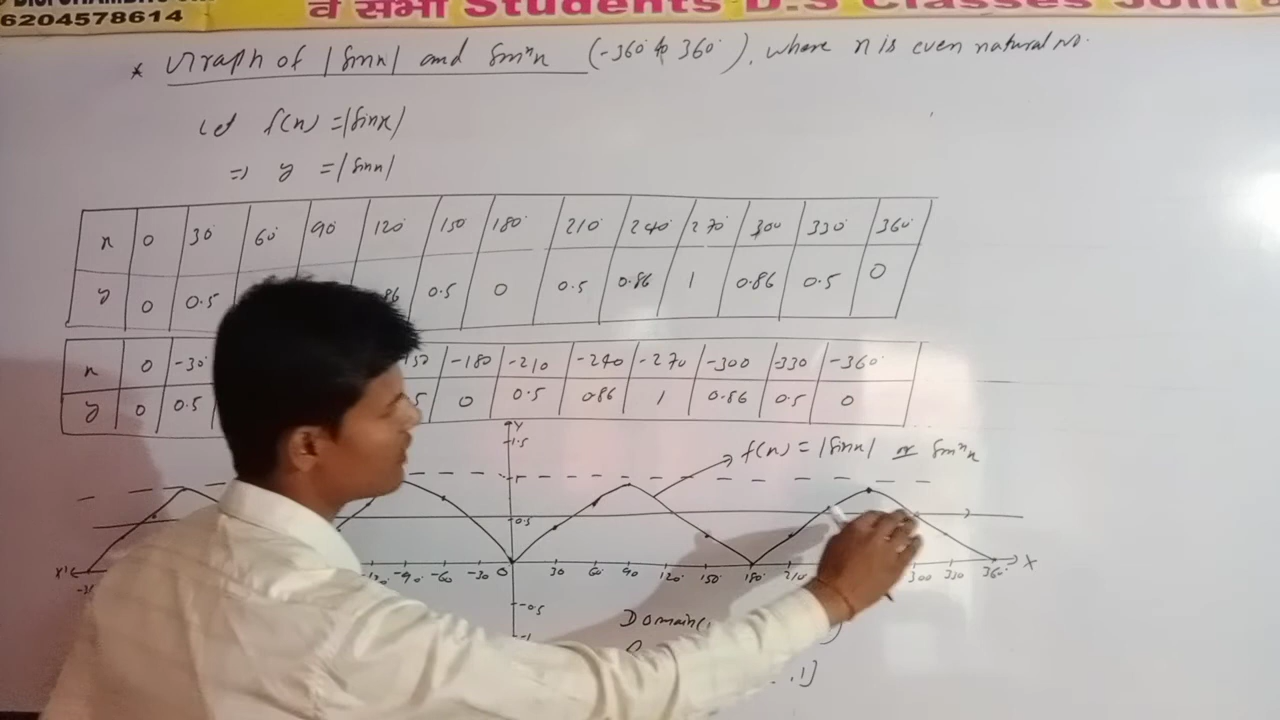 6204578614 वे सभी Students D.S Classes Join
* Graph of |sinx| and sinⁿx (-360° to 360°), where n is even natural No.
Let f(x) = |sinx|
⇒ y = |sinx|
x 0 30° 60° 90° 120° 150° 180° 210° 240° 270° 300° 330° 360°
y 0 0.5 86 0.5 0 0.5 0.86 1 0.86 0.5 0
x 0 -30° 150 -180 -210 -240 -270 -300 -330 -360°
y 0 0.5 5 0 0.5 0.86 1 0.86 0.5 0
Y
1.5
f(x) = |sinx| or sinⁿx
1
0.5
X' -120° -90° -60° -30 0 30 60 90 120° 150° 180° 210 300 330 360° X
-0.5
Domain
-1
, 1]